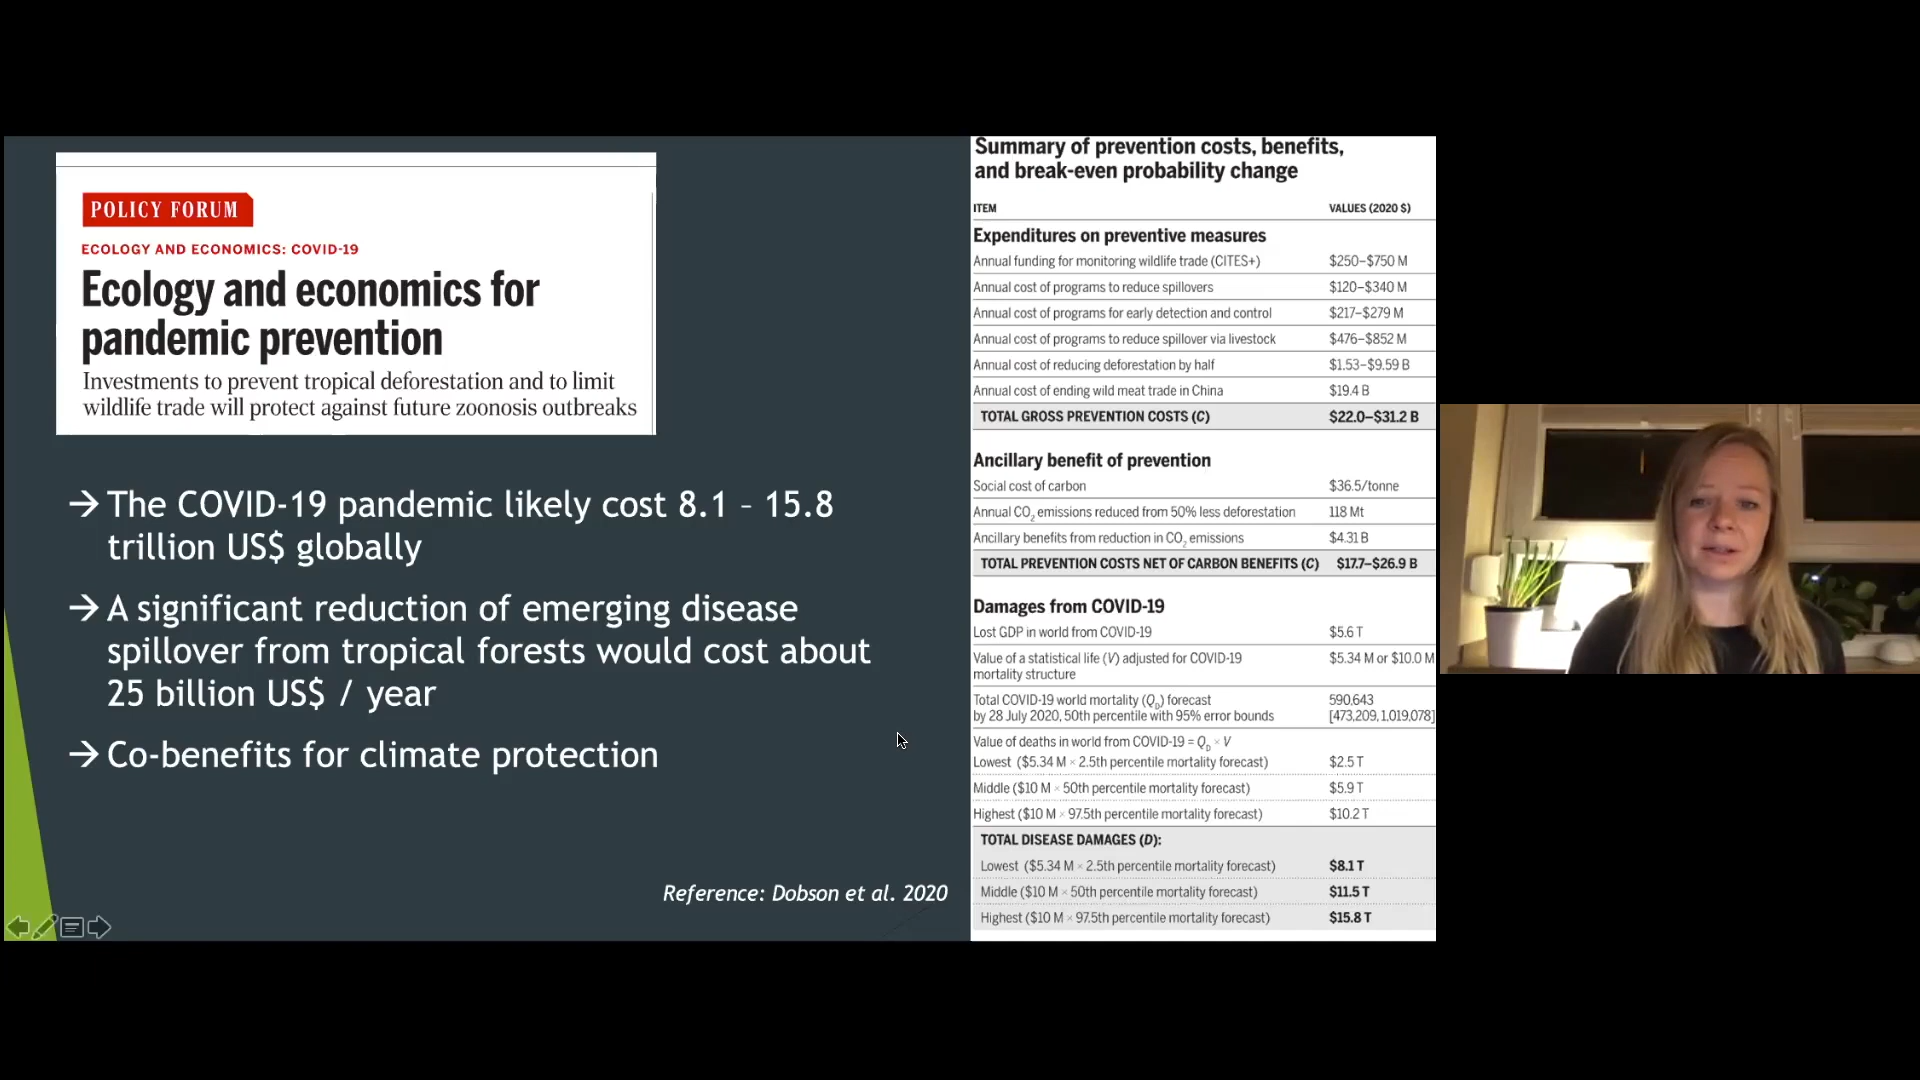 POLICY FORUM
ECOLOGY AND ECONOMICS: COVID-19
Ecology and economics for
pandemic prevention
Investments to prevent tropical deforestation and to limit
wildlife trade will protect against future zoonosis outbreaks
→ The COVID-19 pandemic likely cost 8.1 – 15.8
trillion US$ globally
→ A significant reduction of emerging disease
spillover from tropical forests would cost about
25 billion US$ / year
→ Co-benefits for climate protection
Reference: Dobson et al. 2020
Summary of prevention costs, benefits,
and break-even probability change
ITEM VALUES (2020 $)
Expenditures on preventive measures
Annual funding for monitoring wildlife trade (CITES+) $250–$750 M
Annual cost of programs to reduce spillovers $120–$340 M
Annual cost of programs for early detection and control $217–$279 M
Annual cost of programs to reduce spillover via livestock $476–$852 M
Annual cost of reducing deforestation by half $1.53–$9.59 B
Annual cost of ending wild meat trade in China $19.4 B
TOTAL GROSS PREVENTION COSTS (C) $22.0–$31.2 B
Ancillary benefit of prevention
Social cost of carbon $36.5/tonne
Annual CO2 emissions reduced from 50% less deforestation 118 Mt
Ancillary benefits from reduction in CO2 emissions $4.31 B
TOTAL PREVENTION COSTS NET OF CARBON BENEFITS (C) $17.7–$26.9 B
Damages from COVID-19
Lost GDP in world from COVID-19 $5.6 T
Value of a statistical life (V) adjusted for COVID-19 $5.34 M or $10.0 M
mortality structure
Total COVID-19 world mortality (QD) forecast 590,643
by 28 July 2020, 50th percentile with 95% error bounds [473,209, 1,019,078]
Value of deaths in world from COVID-19 = QD × V
Lowest ($5.34 M × 2.5th percentile mortality forecast) $2.5 T
Middle ($10 M × 50th percentile mortality forecast) $5.9 T
Highest ($10 M × 97.5th percentile mortality forecast) $10.2 T
TOTAL DISEASE DAMAGES (D):
Lowest ($5.34 M × 2.5th percentile mortality forecast) $8.1 T
Middle ($10 M × 50th percentile mortality forecast) $11.5 T
Highest ($10 M × 97.5th percentile mortality forecast) $15.8 T